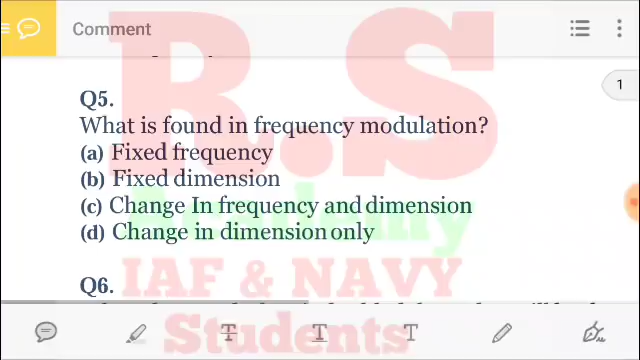 Comment
1
R.S
Academy
Q5.
What is found in frequency modulation?
(a) Fixed frequency
(b) Fixed dimension
(c) Change In frequency and dimension
(d) Change in dimension only
IAF & NAVY
Q6.
Students
T
T
T